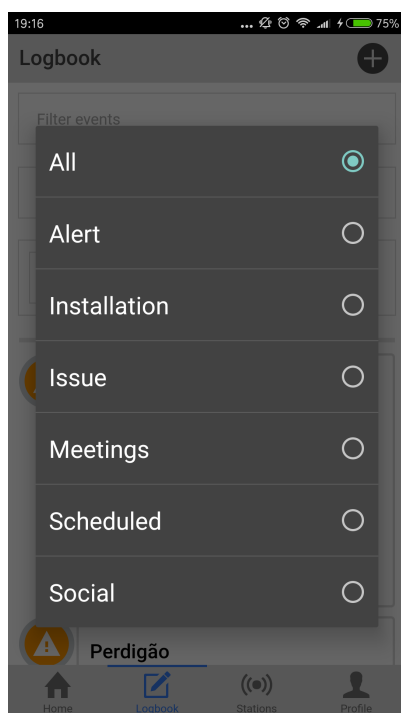 19:16 ... 75%
Logbook
Filter events
All
Alert
Installation
Issue
Meetings
Scheduled
Social
Perdigão
Home Logbook Stations Profile